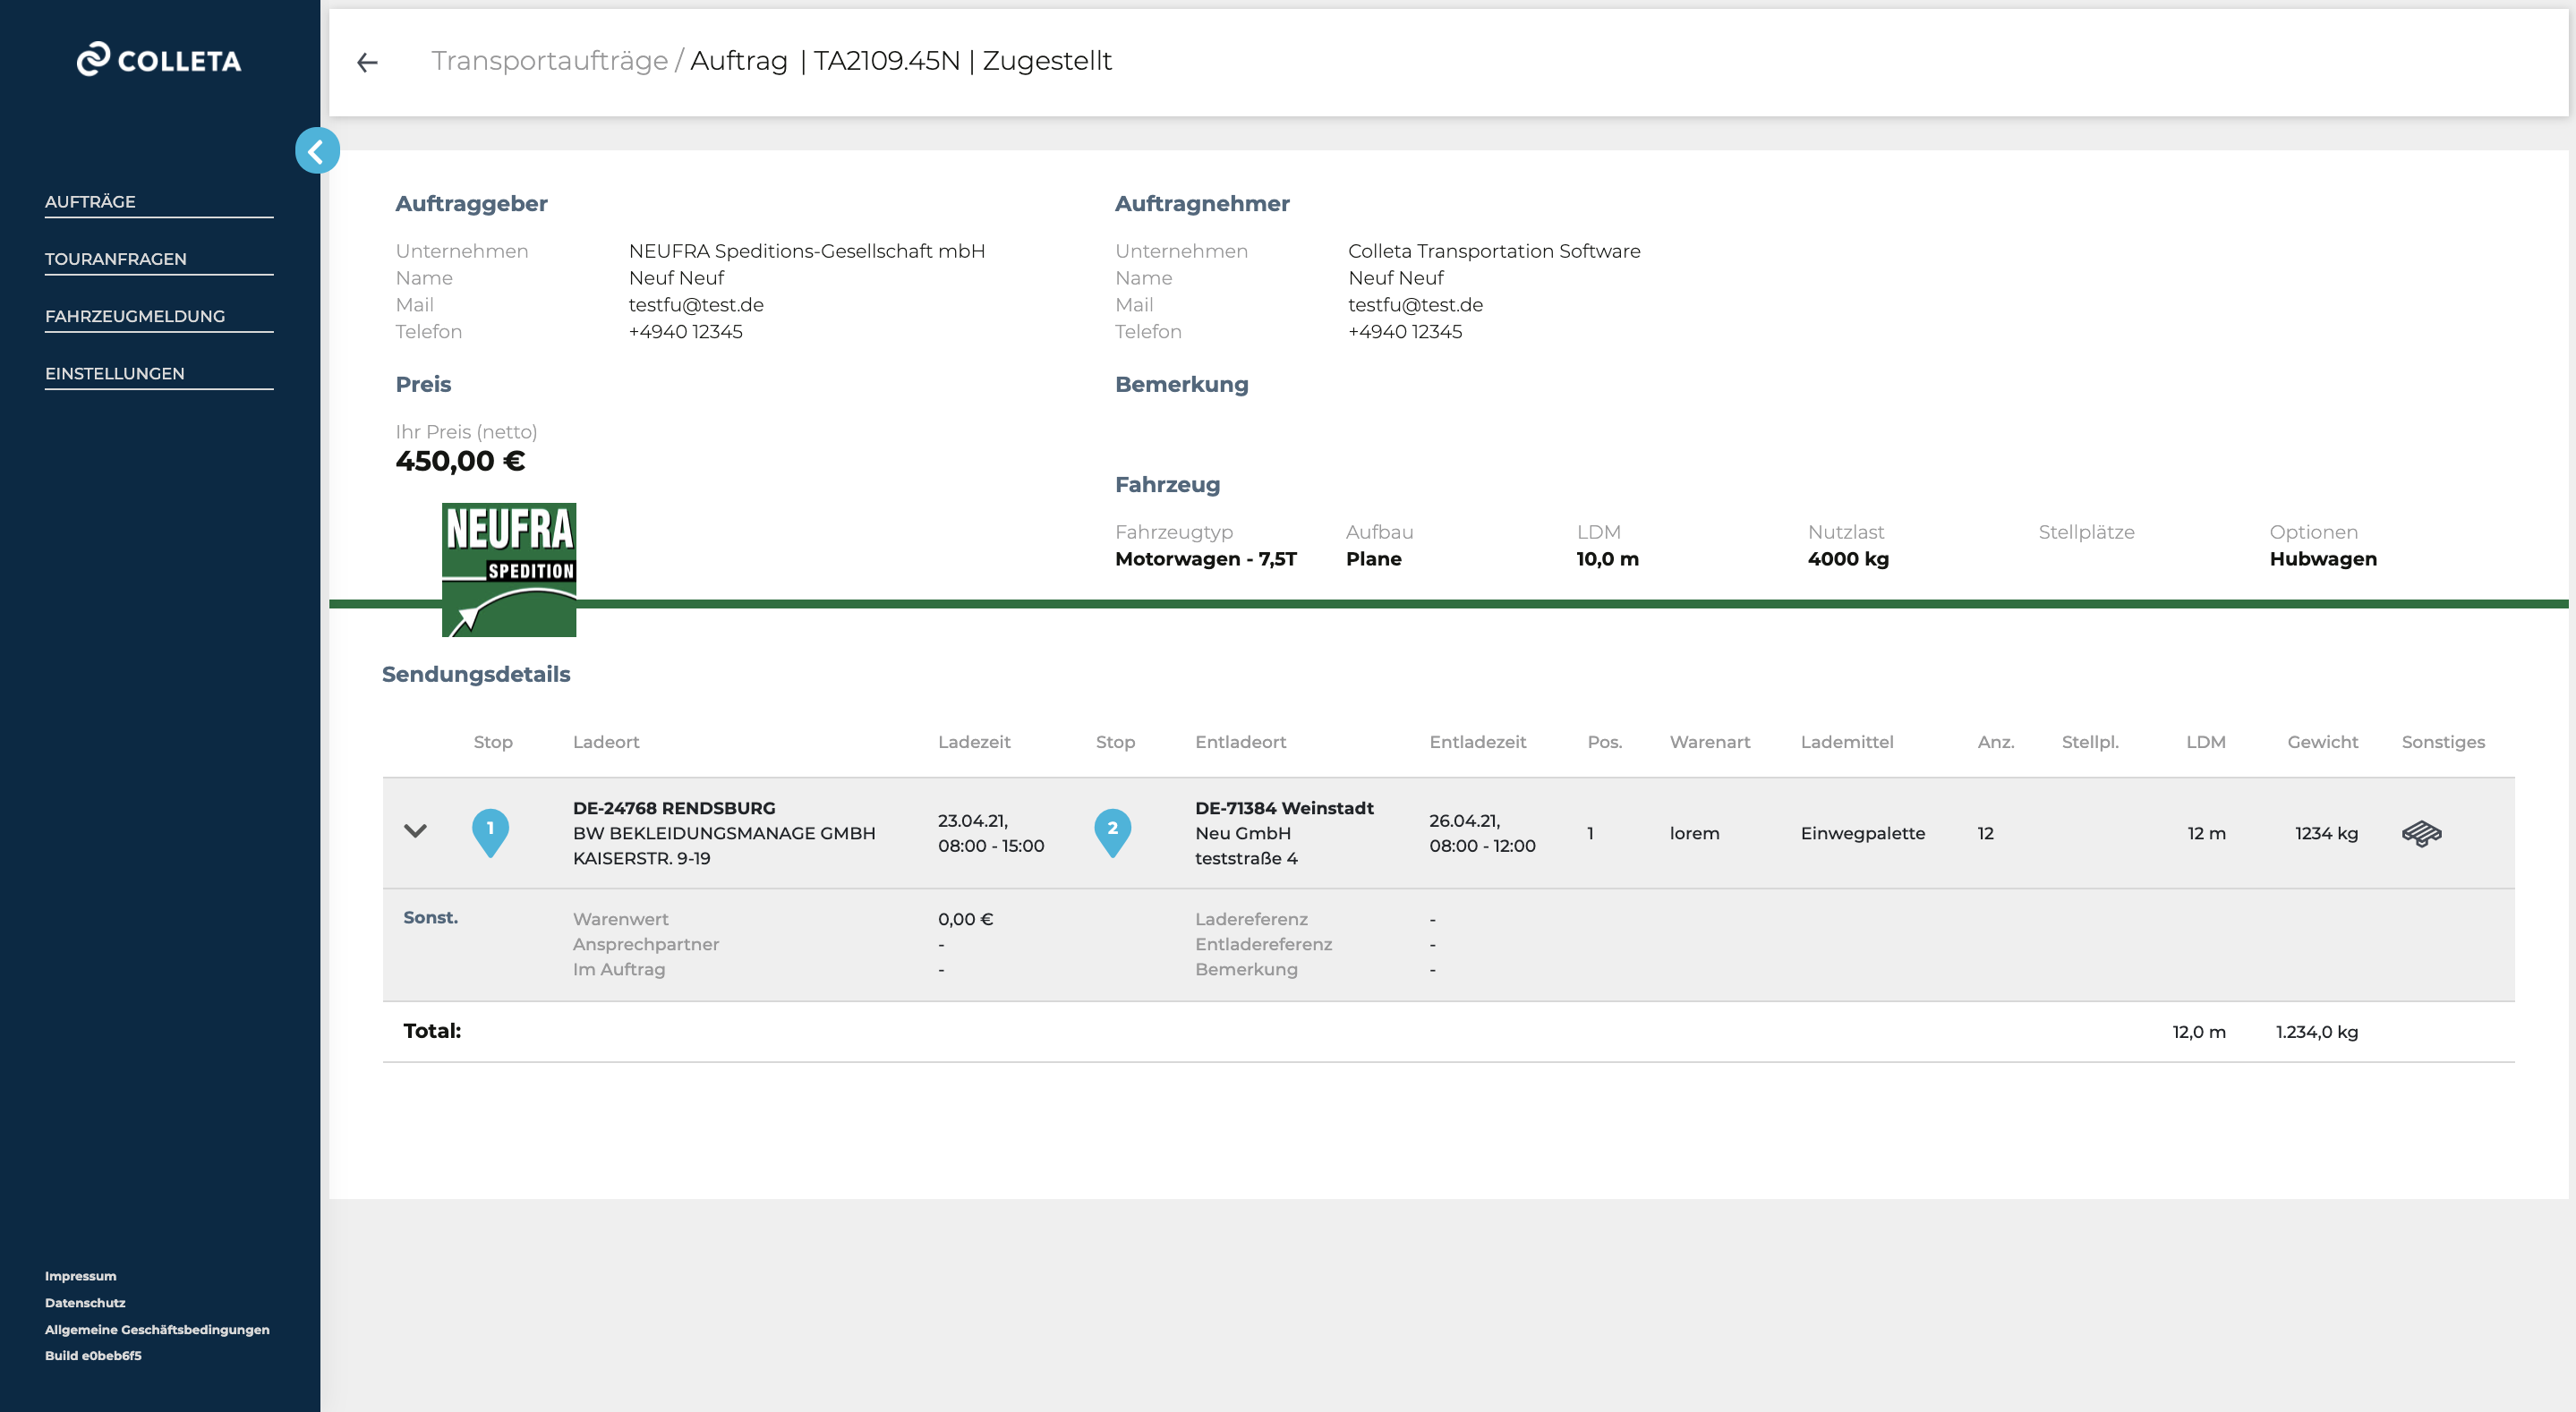 COLLETA
AUFTRÄGE
TOURANFRAGEN
FAHRZEUGMELDUNG
EINSTELLUNGEN
Impressum
Datenschutz
Allgemeine Geschäftsbedingungen
Build e0beb6f5
Transportaufträge / Auftrag | TA2109.45N | Zugestellt
Auftraggeber
Unternehmen NEUFRA Speditions-Gesellschaft mbH
Name Neuf Neuf
Mail testfu@test.de
Telefon +4940 12345
Auftragnehmer
Unternehmen Colleta Transportation Software
Name Neuf Neuf
Mail testfu@test.de
Telefon +4940 12345
Preis
Ihr Preis (netto)
450,00 €
Bemerkung
Fahrzeug
Fahrzeugtyp Aufbau LDM Nutzlast Stellplätze Optionen
Motorwagen - 7,5T Plane 10,0 m 4000 kg Hubwagen
NEUFRA
SPEDITION
Sendungsdetails
Stop Ladeort Ladezeit Stop Entladeort Entladezeit Pos. Warenart Lademittel Anz. Stellpl. LDM Gewicht Sonstiges
1
DE-24768 RENDSBURG
BW BEKLEIDUNGSMANAGE GMBH
KAISERSTR. 9-19
23.04.21,
08:00 - 15:00
2
DE-71384 Weinstadt
Neu GmbH
teststraße 4
26.04.21,
08:00 - 12:00
1 lorem Einwegpalette 12 12 m 1234 kg
Sonst.
Warenwert 0,00 €
Ansprechpartner -
Im Auftrag -
Ladereferenz -
Entladereferenz -
Bemerkung -
Total: 12,0 m 1.234,0 kg